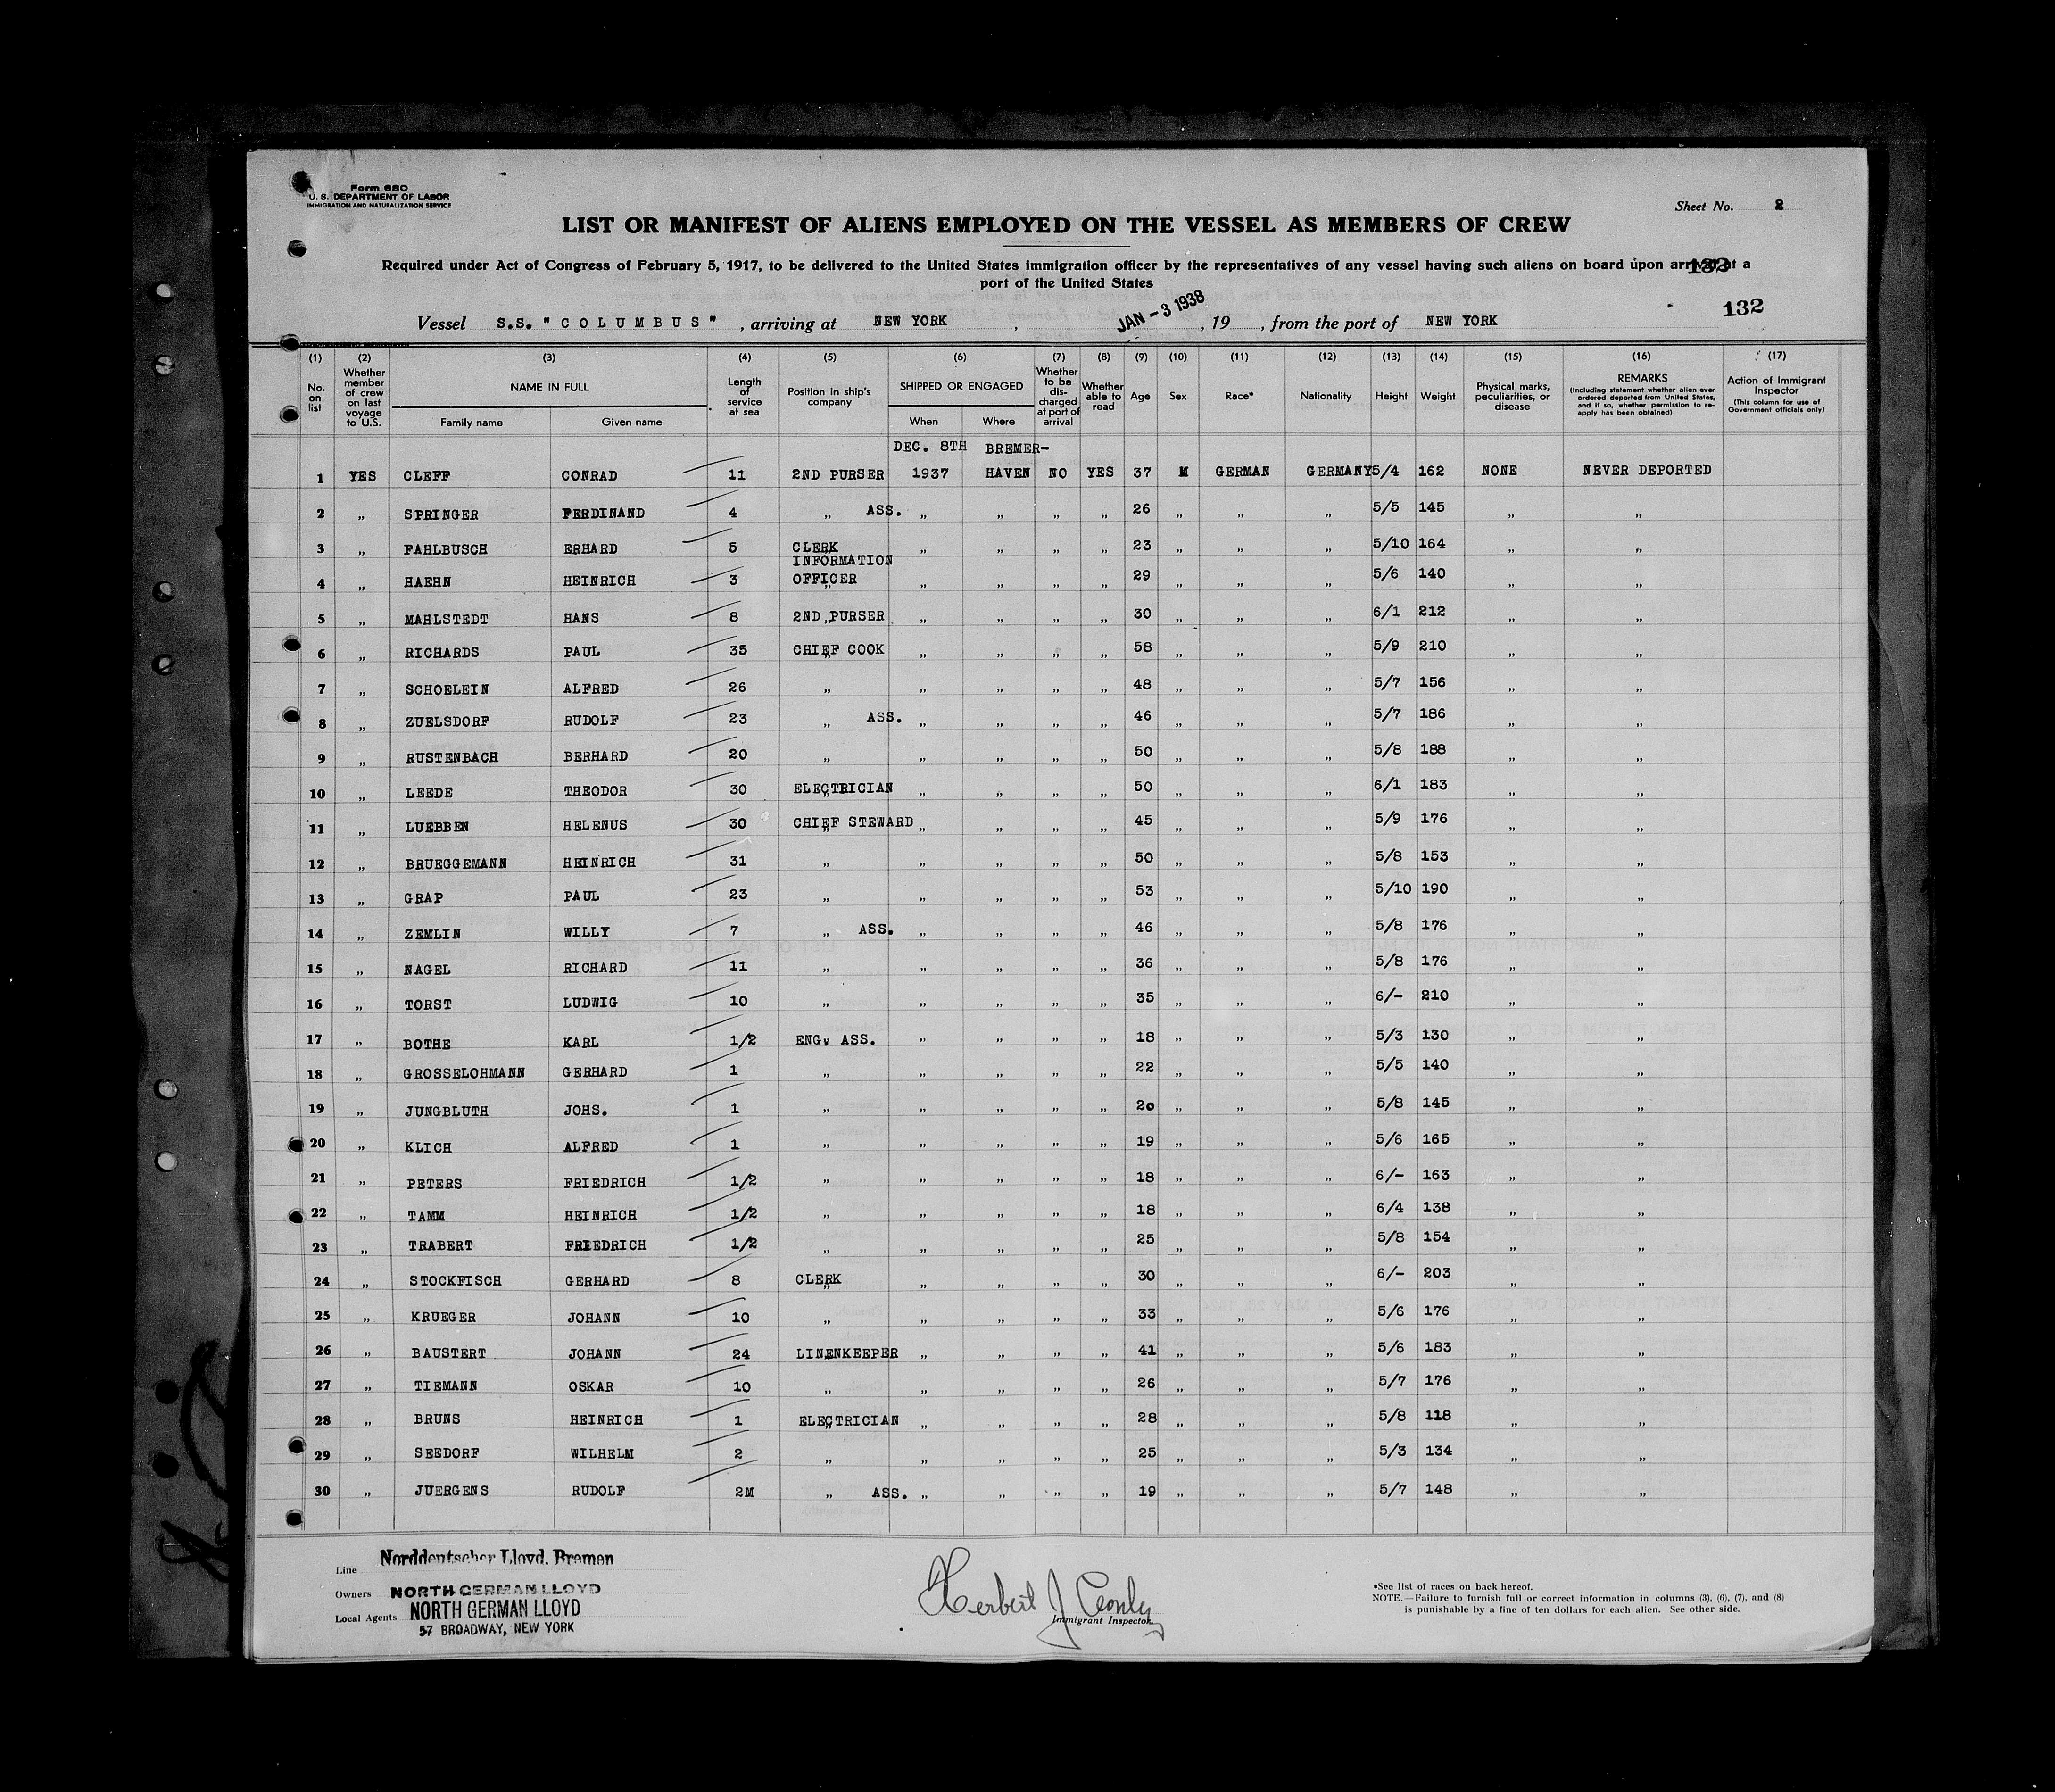 Form 680
U. S. DEPARTMENT OF LABOR
IMMIGRATION AND NATURALIZATION SERVICE
Sheet No. 2
LIST OR MANIFEST OF ALIENS EMPLOYED ON THE VESSEL AS MEMBERS OF CREW
Required under Act of Congress of February 5, 1917, to be delivered to the United States immigration officer by the representatives of any vessel having such aliens on board upon arrival at a
port of the United States
132
Vessel S.S. "COLUMBUS", arriving at NEW YORK, JAN -3 1938, 19 , from the port of NEW YORK
(1) (2) (3) (4) (5) (6) (7) (8) (9) (10) (11) (12) (13) (14) (15) (16) (17)
No. on list Whether member of crew on last voyage to U.S. NAME IN FULL Family name Given name Length of service at sea Position in ship's company SHIPPED OR ENGAGED When Where Whether to be discharged at port of arrival Whether able to read Age Sex Race* Nationality Height Weight Physical marks, peculiarities, or disease REMARKS (Including statement whether alien ever ordered deported from United States, and if so, whether permission to reapply has been obtained) Action of Immigrant Inspector (This column for use of Government officials only)
DEC. 8TH BREMER-
1 YES CLEFF CONRAD 11 2ND PURSER 1937 HAVEN NO YES 37 M GERMAN GERMANY 5/4 162 NONE NEVER DEPORTED
2 „ SPRINGER FERDINAND 4 „ ASS. „ „ „ „ 26 „ „ „ 5/5 145 „ „
3 „ FAHLBUSCH ERHARD 5 CLERK „ „ „ „ 23 „ „ „ 5/10 164 „ „
INFORMATION
4 „ HAEHN HEINRICH 3 OFFICER „ „ „ „ 29 „ „ „ 5/6 140 „ „
5 „ MAHLSTEDT HANS 8 2ND PURSER „ „ „ „ 30 „ „ „ 6/1 212 „ „
6 „ RICHARDS PAUL 35 CHIEF COOK „ „ „ „ 58 „ „ „ 5/9 210 „ „
7 „ SCHOELEIN ALFRED 26 „ „ „ „ „ 48 „ „ „ 5/7 156 „ „
8 „ ZUELSDORF RUDOLF 23 „ ASS. „ „ „ „ 46 „ „ „ 5/7 186 „ „
9 „ RUSTENBACH BERHARD 20 „ „ „ „ „ 50 „ „ „ 5/8 188 „ „
10 „ LEEDE THEODOR 30 ELECTRICIAN „ „ „ „ 50 „ „ „ 6/1 183 „ „
11 „ LUEBBEN HELENUS 30 CHIEF STEWARD „ „ „ „ 45 „ „ „ 5/9 176 „ „
12 „ BRUEGGEMANN HEINRICH 31 „ „ „ „ „ 50 „ „ „ 5/8 153 „ „
13 „ GRAP PAUL 23 „ „ „ „ „ 53 „ „ „ 5/10 190 „ „
14 „ ZEMLIN WILLY 7 „ ASS. „ „ „ „ 46 „ „ „ 5/8 176 „ „
15 „ NAGEL RICHARD 11 „ „ „ „ „ 36 „ „ „ 5/8 176 „ „
16 „ TORST LUDWIG 10 „ „ „ „ „ 35 „ „ „ 6/- 210 „ „
17 „ BOTHE KARL 1/2 ENG. ASS. „ „ „ „ 18 „ „ „ 5/3 130 „ „
18 „ GROSSELOHMANN GERHARD 1 „ „ „ „ „ 22 „ „ „ 5/5 140 „ „
19 „ JUNGBLUTH JOHS. 1 „ „ „ „ „ 20 „ „ „ 5/8 145 „ „
20 „ KLICH ALFRED 1 „ „ „ „ „ 19 „ „ „ 5/6 165 „ „
21 „ PETERS FRIEDRICH 1/2 „ „ „ „ „ 18 „ „ „ 6/- 163 „ „
22 „ TAMM HEINRICH 1/2 „ „ „ „ „ 18 „ „ „ 6/4 138 „ „
23 „ TRABERT FRIEDRICH 1/2 „ „ „ „ „ 25 „ „ „ 5/8 154 „ „
24 „ STOCKFISCH GERHARD 8 CLERK „ „ „ „ 30 „ „ „ 6/- 203 „ „
25 „ KRUEGER JOHANN 10 „ „ „ „ „ 33 „ „ „ 5/6 176 „ „
26 „ BAUSTERT JOHANN 24 LINENKEEPER „ „ „ „ 41 „ „ „ 5/6 183 „ „
27 „ TIEMANN OSKAR 10 „ „ „ „ „ 26 „ „ „ 5/7 176 „ „
28 „ BRUNS HEINRICH 1 ELECTRICIAN „ „ „ „ 28 „ „ „ 5/8 118 „ „
29 „ SEEDORF WILHELM 2 „ „ „ „ „ 25 „ „ „ 5/3 134 „ „
30 „ JUERGENS RUDOLF 2M „ ASS. „ „ „ „ 19 „ „ „ 5/7 148 „ „
Line Norddeutscher Lloyd, Bremen
Owners NORTH GERMAN LLOYD
Local Agents NORTH GERMAN LLOYD
57 BROADWAY, NEW YORK
Herbert J
Immigrant Inspector.
*See list of races on back hereof.
NOTE.—Failure to furnish full or correct information in columns (3), (6), (7), and (8)
is punishable by a fine of ten dollars for each alien. See other side.